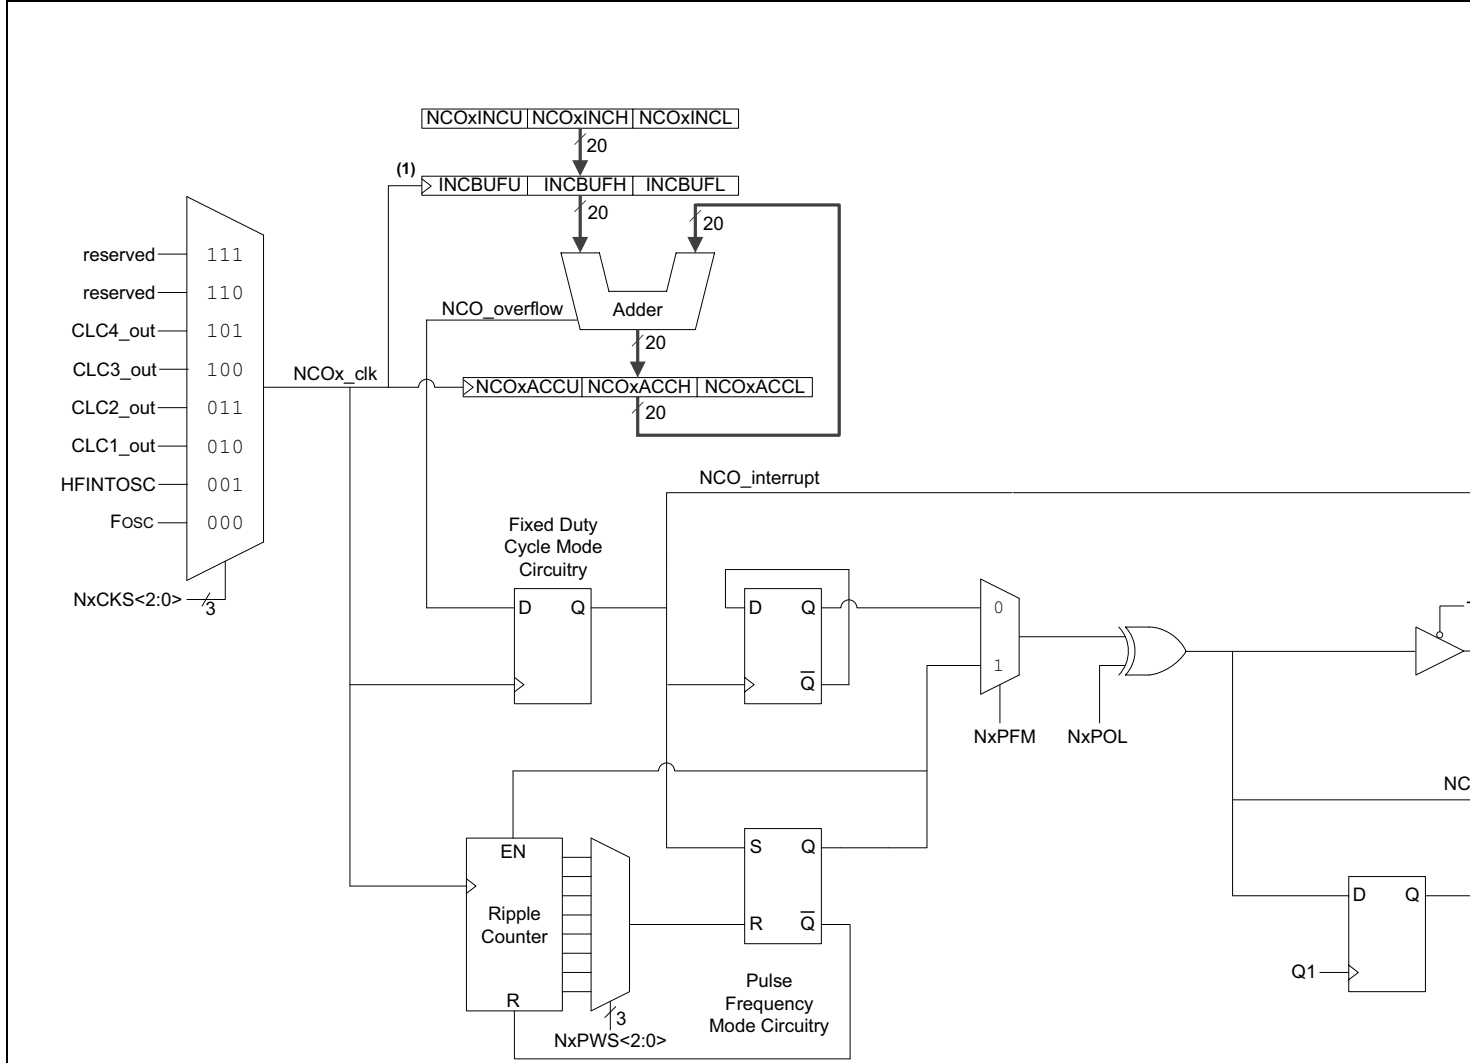 NCOxINCU NCOxINCH NCOxINCL
20
(1)
INCBUFU INCBUFH INCBUFL
20
20
reserved 111
reserved 110
CLC4_out 101
CLC3_out 100
CLC2_out 011
CLC1_out 010
HFINTOSC 001
FOSC 000
NxCKS<2:0>
3
NCO_overflow
Adder
20
NCOx_clk
NCOxACCU NCOxACCH NCOxACCL
20
NCO_interrupt
Fixed Duty
Cycle Mode
Circuitry
D Q
D Q
Q
0
1
NxPFM
NxPOL
NC
EN
Ripple
Counter
R
3
NxPWS<2:0>
S Q
R Q
Pulse
Frequency
Mode Circuitry
D Q
Q1